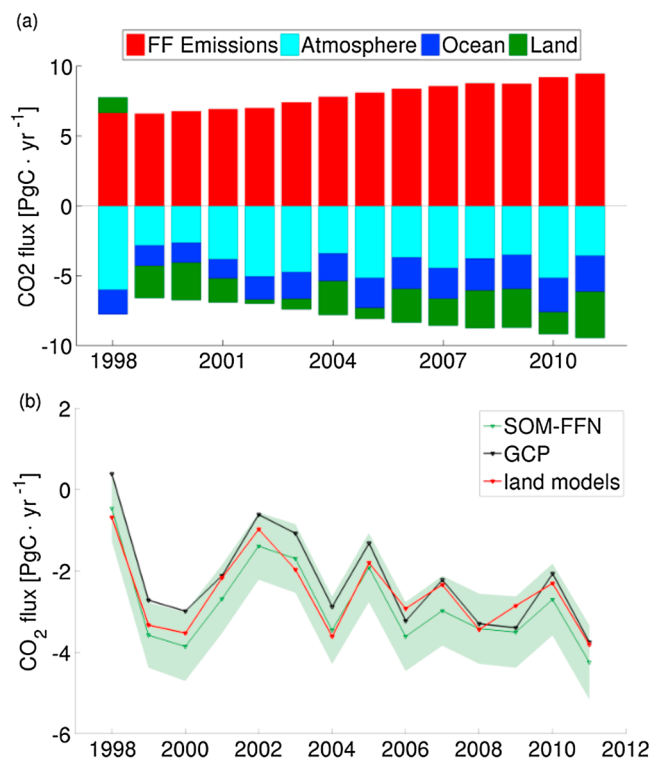 (a)
FF Emissions Atmosphere Ocean Land
CO2 flux [PgC · yr⁻¹]
10
5
0
-5
-10
1998 2001 2004 2007 2010
(b)
SOM-FFN
GCP
land models
CO₂ flux [PgC · yr⁻¹]
2
0
-2
-4
-6
1998 2000 2002 2004 2006 2008 2010 2012